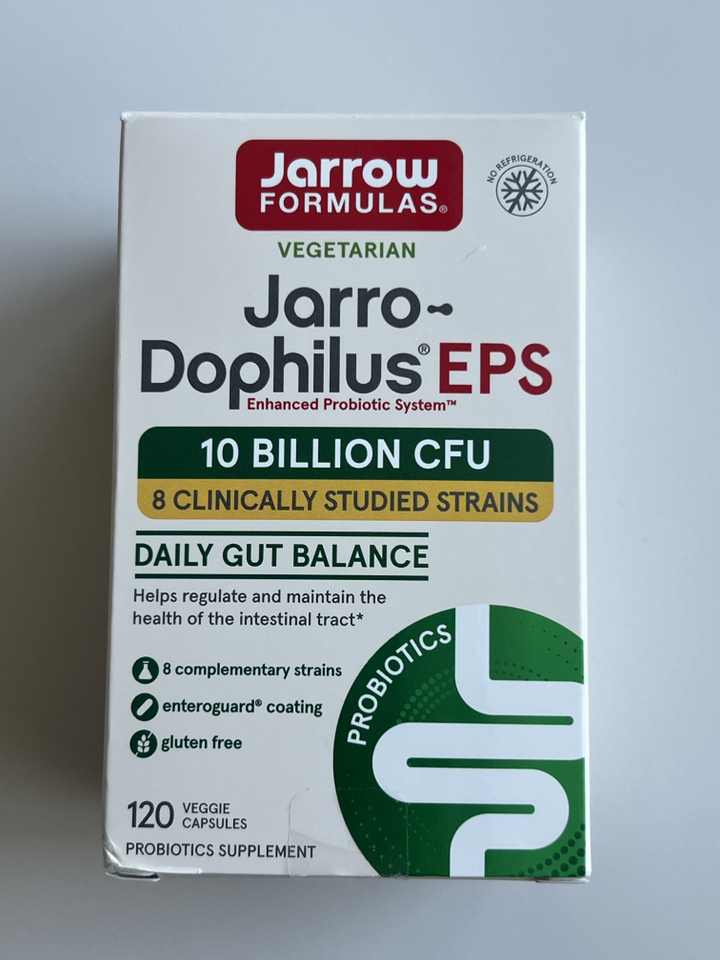 Jarrow
FORMULAS®
NO REFRIGERATION
VEGETARIAN
Jarro-
Dophilus® EPS
Enhanced Probiotic System™
10 BILLION CFU
8 CLINICALLY STUDIED STRAINS
DAILY GUT BALANCE
Helps regulate and maintain the
health of the intestinal tract*
8 complementary strains
enteroguard® coating
gluten free
PROBIOTICS
120 VEGGIE
CAPSULES
PROBIOTICS SUPPLEMENT